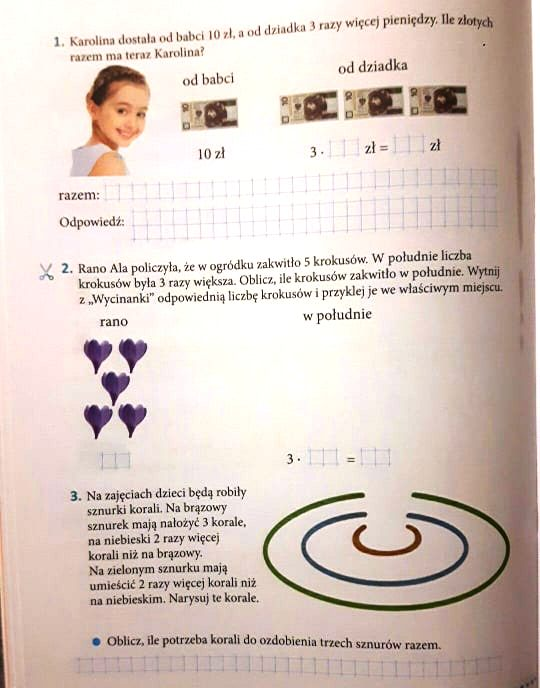 1. Karolina dostała od babci 10 zł, a od dziadka 3 razy więcej pieniędzy. Ile złotych
razem ma teraz Karolina?
od babci
od dziadka
10 zł
3 · zł = zł
razem:
Odpowiedź:
2. Rano Ala policzyła, że w ogródku zakwitło 5 krokusów. W południe liczba
krokusów była 3 razy większa. Oblicz, ile krokusów zakwitło w południe. Wytnij
z „Wycinanki” odpowiednią liczbę krokusów i przyklej je we właściwym miejscu.
rano
w południe
3 · =
3. Na zajęciach dzieci będą robiły
sznurki korali. Na brązowy
sznurek mają nałożyć 3 korale,
na niebieski 2 razy więcej
korali niż na brązowy.
Na zielonym sznurku mają
umieścić 2 razy więcej korali niż
na niebieskim. Narysuj te korale.
Oblicz, ile potrzeba korali do ozdobienia trzech sznurów razem.